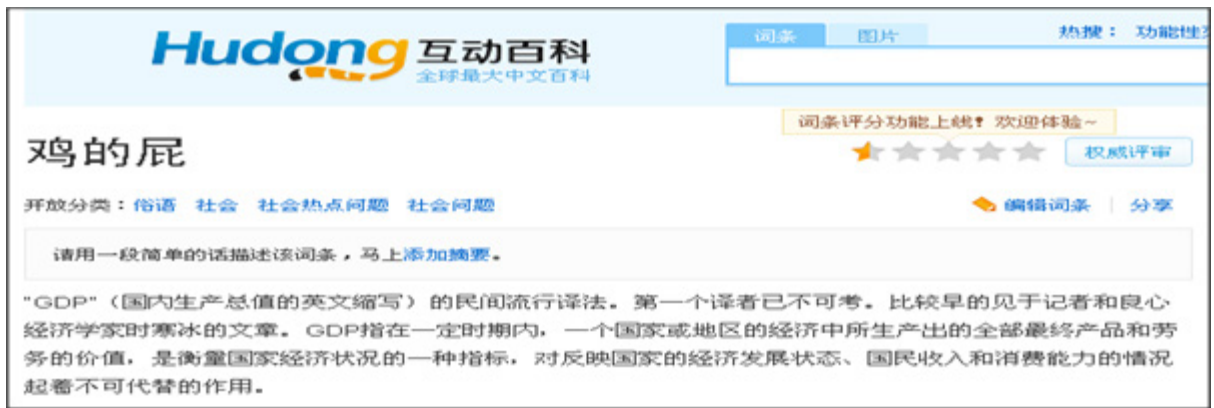 Hudong 互动百科
全球最大中文百科
词条 图片 热搜: 功能性
词条评分功能上线! 欢迎体验~
鸡的屁
权威评审
开放分类:俗语 社会 社会热点问题 社会问题
编辑词条 | 分享
请用一段简单的话描述该词条,马上添加摘要。
"GDP"(国内生产总值的英文缩写)的民间流行译法。第一个译者已不可考。比较早的见于记者和良心
经济学家时寒冰的文章。GDP指在一定时期内,一个国家或地区的经济中所生产出的全部最终产品和劳
务的价值,是衡量国家经济状况的一种指标,对反映国家的经济发展状态、国民收入和消费能力的情况
起着不可代替的作用。